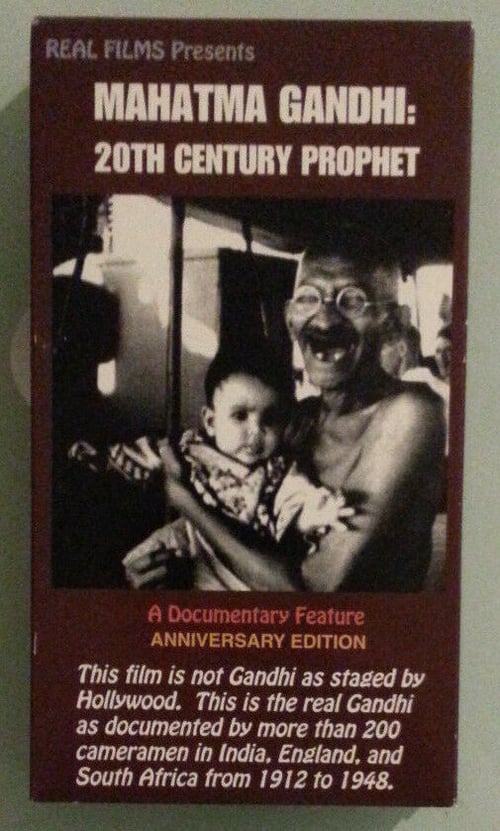 REAL FILMS Presents
MAHATMA GANDHI:
20TH CENTURY PROPHET
A Documentary Feature
ANNIVERSARY EDITION
This film is not Gandhi as staged by
Hollywood. This is the real Gandhi
as documented by more than 200
cameramen in India, England, and
South Africa from 1912 to 1948.